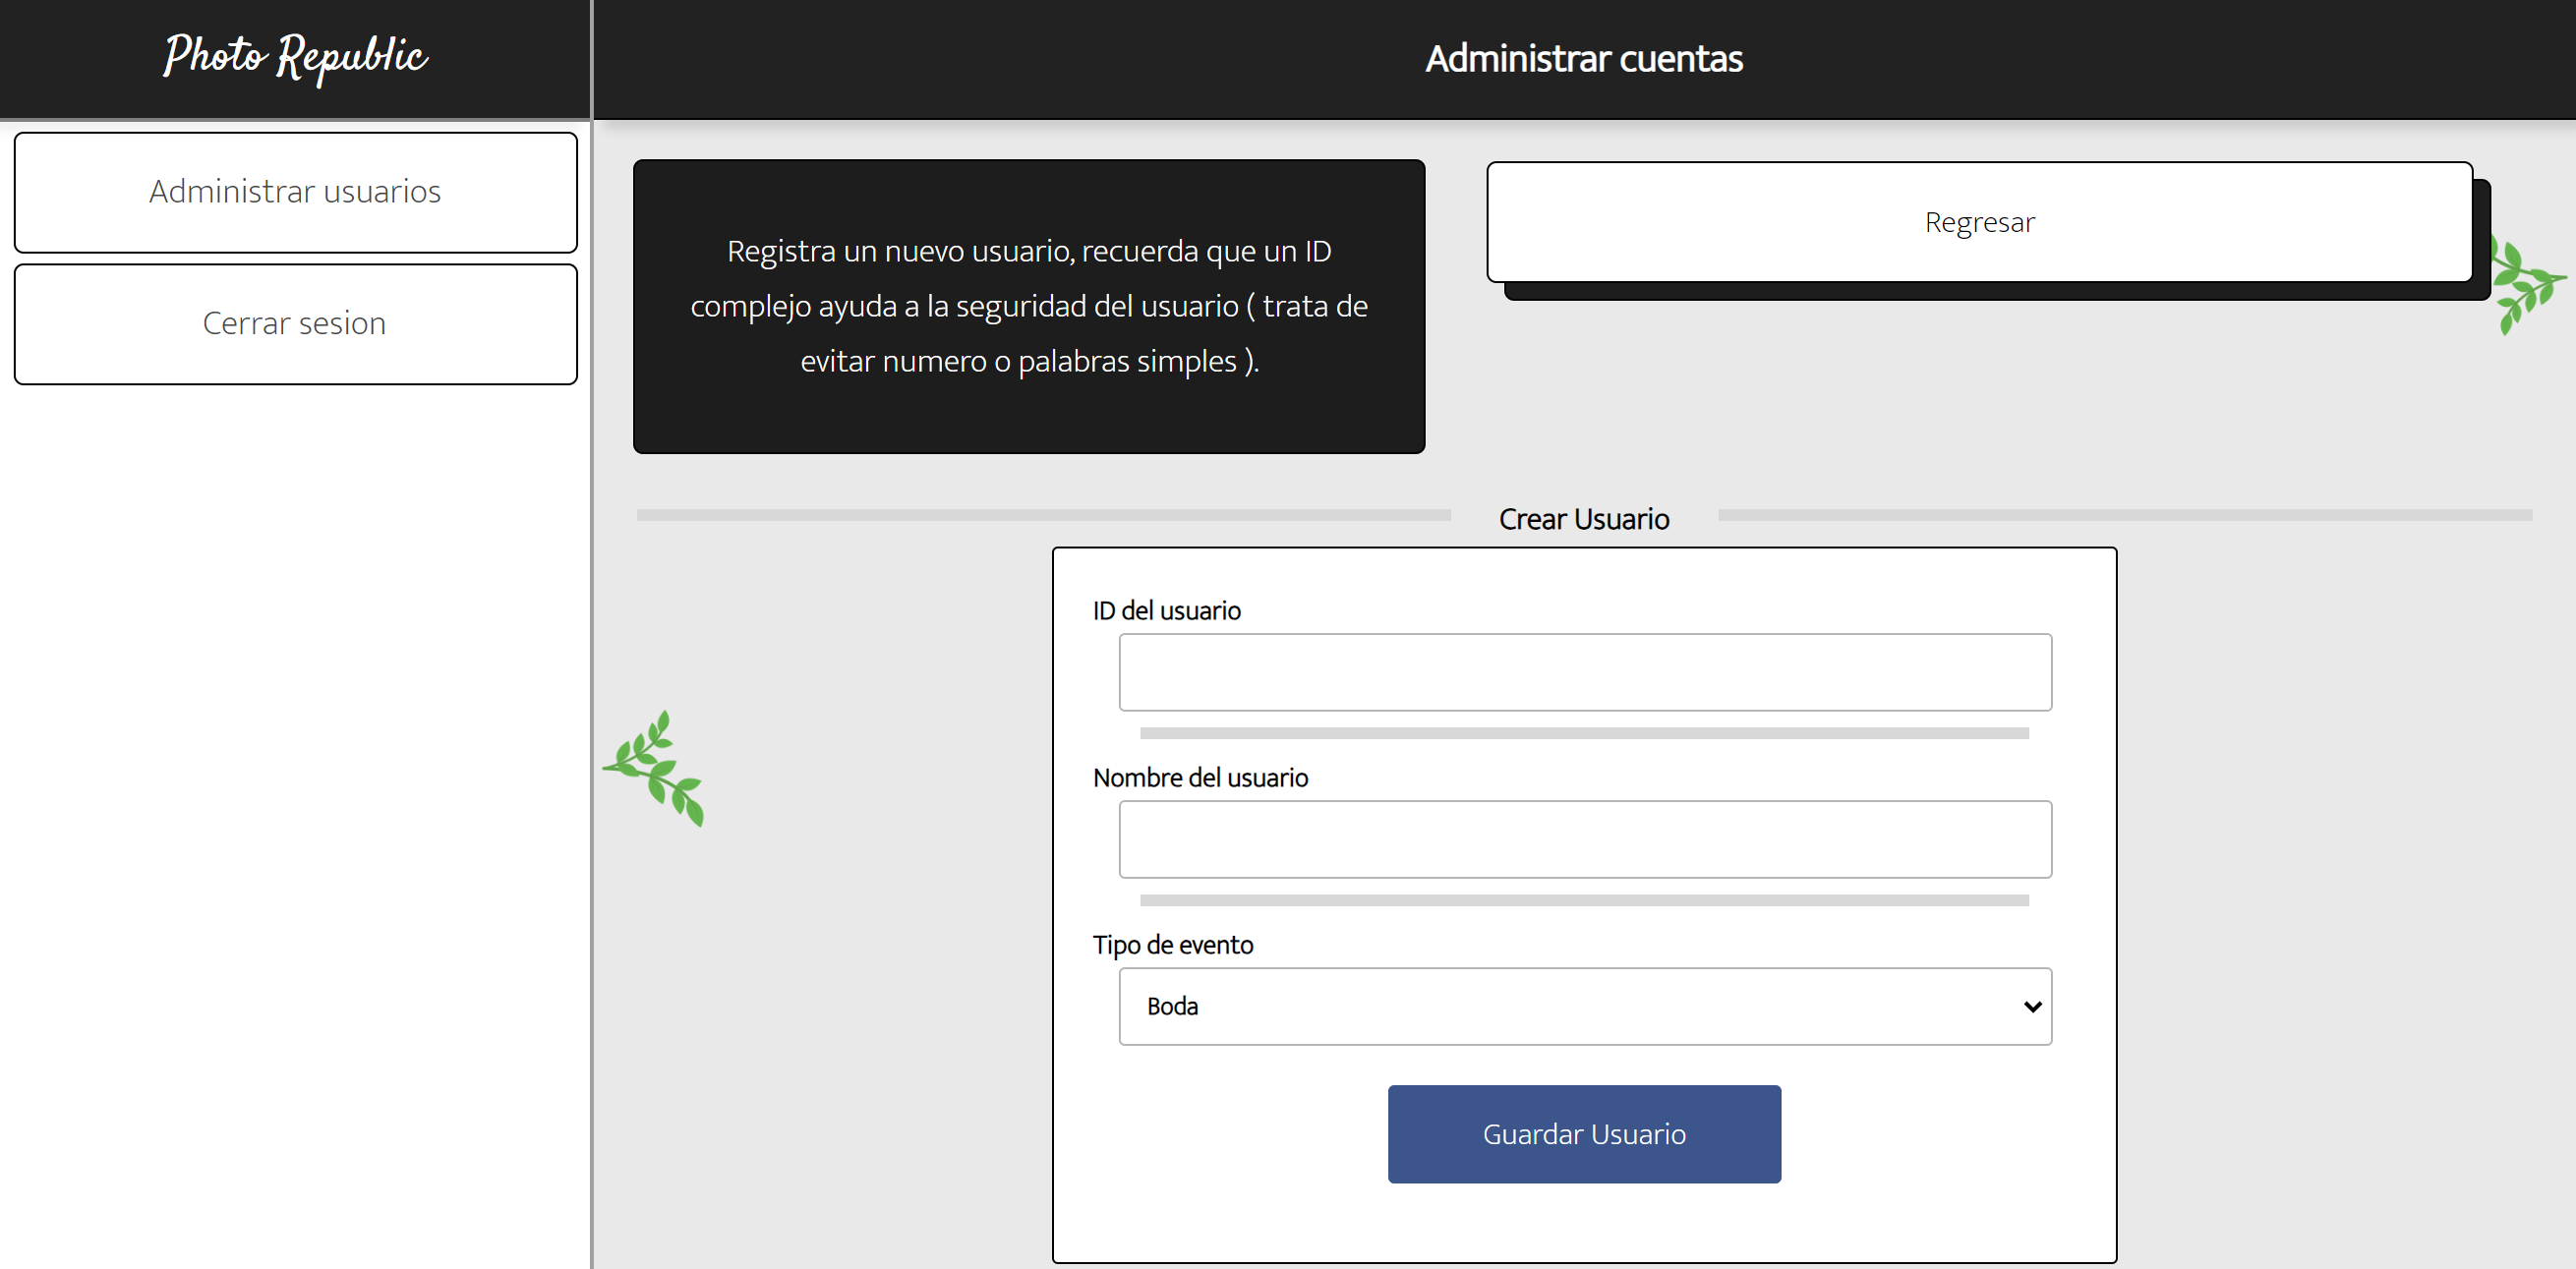 Photo Republic
Administrar usuarios
Cerrar sesion
Administrar cuentas
Registra un nuevo usuario, recuerda que un ID
complejo ayuda a la seguridad del usuario ( trata de
evitar numero o palabras simples ).
Regresar
Crear Usuario
ID del usuario
Nombre del usuario
Tipo de evento
Boda
Guardar Usuario